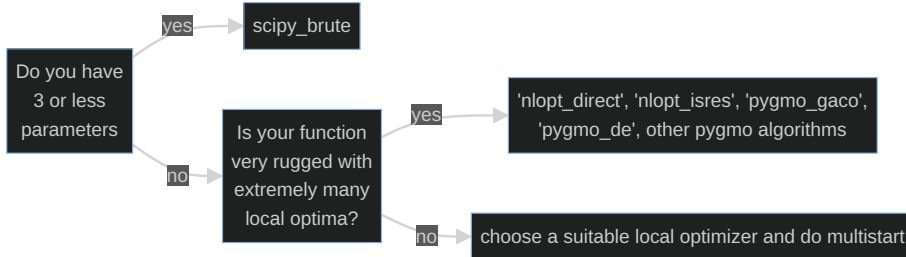 Do you have
3 or less
parameters
yes
scipy_brute
no
Is your function
very rugged with
extremely many
local optima?
yes
'nlopt_direct', 'nlopt_isres', 'pygmo_gaco',
'pygmo_de', other pygmo algorithms
no
choose a suitable local optimizer and do multistart